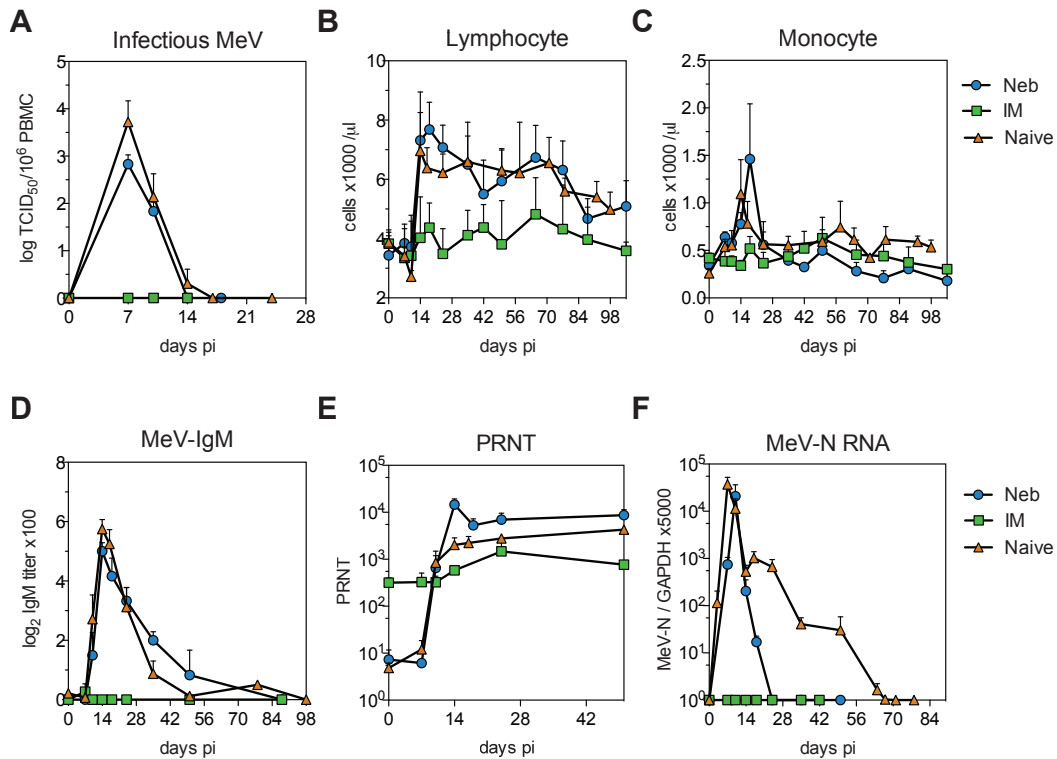 A
Infectious MeV
log TCID50/10^6 PBMC
5
4
3
2
1
0
0 7 14 21 28
days pi
B
Lymphocyte
cells x1000 /µl
10
8
6
4
2
0 14 28 42 56 70 84 98
days pi
C
Monocyte
cells x1000 /µl
2.5
2.0
1.5
1.0
0.5
0.0
0 14 28 42 56 70 84 98
days pi
Neb
IM
Naive
D
MeV-IgM
log2 IgM titer x100
8
6
4
2
0
0 14 28 42 56 70 84 98
days pi
E
PRNT
PRNT
10^5
10^4
10^3
10^2
10^1
10^0
0 14 28 42
days pi
F
MeV-N RNA
MeV-N / GAPDH x5000
10^5
10^4
10^3
10^2
10^1
10^0
0 14 28 42 56 70 84
days pi
Neb
IM
Naive